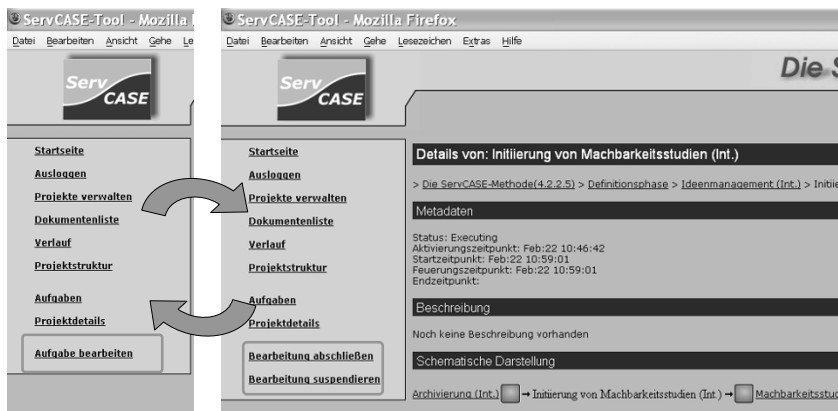 ServCASE-Tool - Mozilla
Datei Bearbeiten Ansicht Gehe Le
Serv
CASE
Startseite
Ausloggen
Projekte verwalten
Dokumentenliste
Verlauf
Projektstruktur
Aufgaben
Projektdetails
Aufgabe bearbeiten
ServCASE-Tool - Mozilla Firefox
Datei Bearbeiten Ansicht Gehe Lesezeichen Extras Hilfe
Serv
CASE
Die S
Startseite
Ausloggen
Projekte verwalten
Dokumentenliste
Verlauf
Projektstruktur
Aufgaben
Projektdetails
Bearbeitung abschließen
Bearbeitung suspendieren
Details von: Initiierung von Machbarkeitsstudien (Int.)
> Die ServCASE-Methode(4.2.2.5) > Definitionsphase > Ideenmanagement (Int.) > Initiie
Metadaten
Status: Executing
Aktivierungszeitpunkt: Feb:22 10:46:42
Startzeitpunkt: Feb:22 10:59:01
Feuerungszeitpunkt: Feb:22 10:59:01
Endzeitpunkt:
Beschreibung
Noch keine Beschreibung vorhanden
Schematische Darstellung
Archivierung (Int.) → Initiierung von Machbarkeitsstudien (Int.) → Machbarkeitsstud